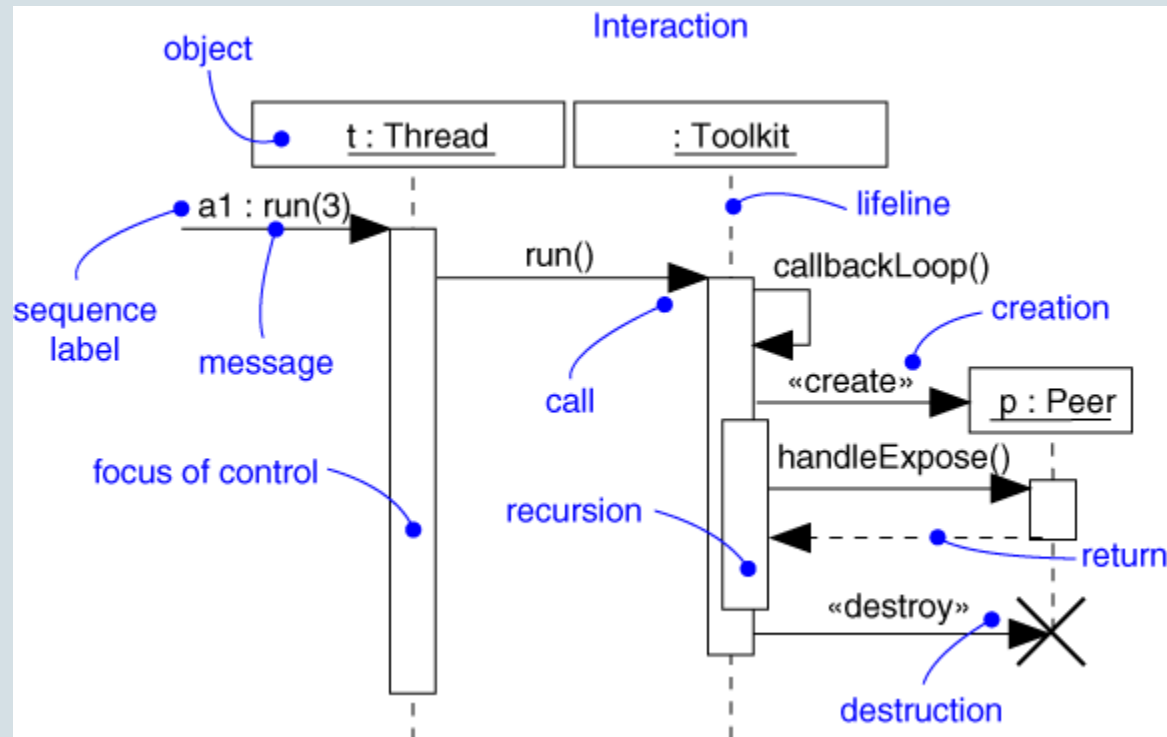 Interaction
object
t : Thread
: Toolkit
a1 : run(3)
lifeline
run()
callbackLoop()
sequence
label
message
creation
call
«create»
p : Peer
handleExpose()
focus of control
recursion
return
«destroy»
destruction